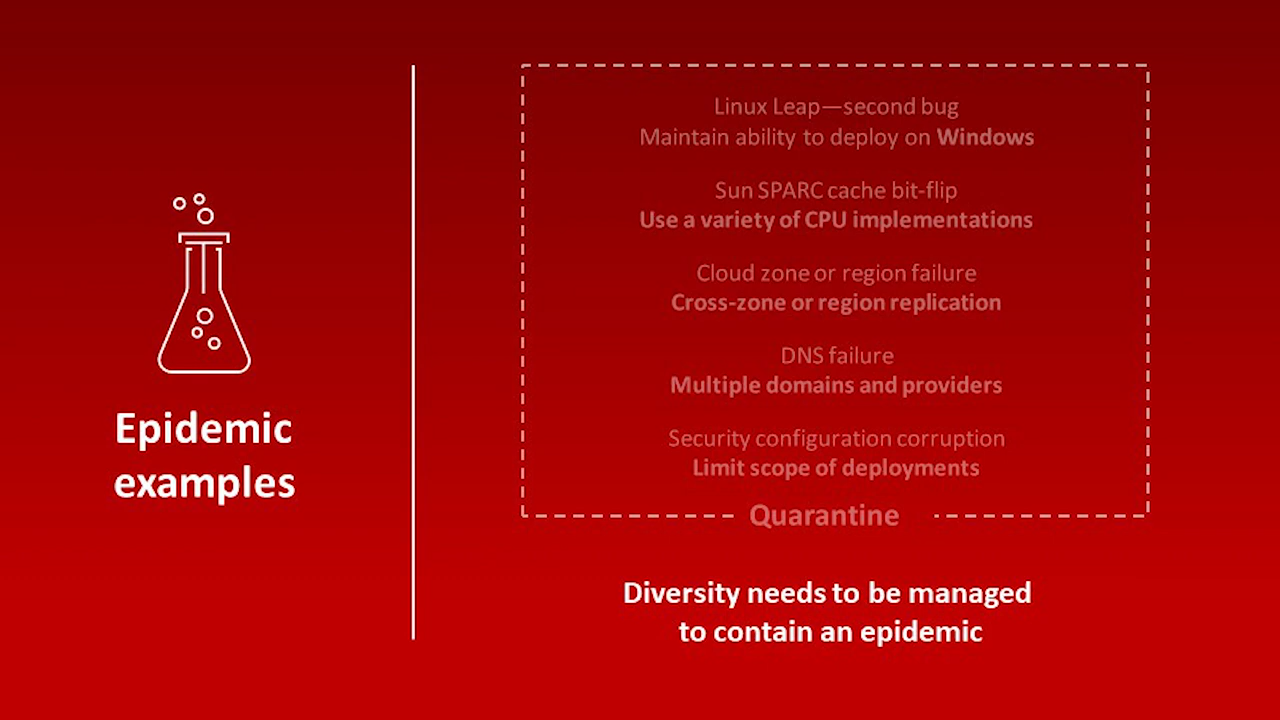 Epidemic
examples
Linux Leap—second bug
Maintain ability to deploy on Windows
Sun SPARC cache bit-flip
Use a variety of CPU implementations
Cloud zone or region failure
Cross-zone or region replication
DNS failure
Multiple domains and providers
Security configuration corruption
Limit scope of deployments
Quarantine
Diversity needs to be managed
to contain an epidemic